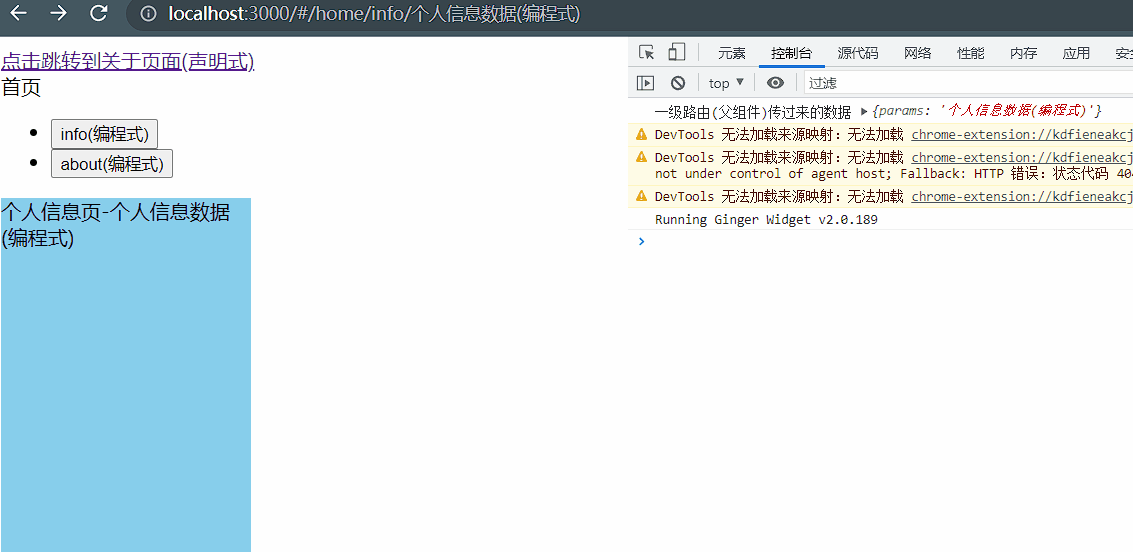 localhost:3000/#/home/info/个人信息数据(编程式)
点击跳转到关于页面(声明式)
首页
info(编程式)
about(编程式)
个人信息页-个人信息数据
(编程式)
元素 控制台 源代码 网络 性能 内存 应用 安
top 过滤
一级路由(父组件)传过来的数据 {params: '个人信息数据(编程式)'}
DevTools 无法加载来源映射: 无法加载 chrome-extension://kdfieneakcj
DevTools 无法加载来源映射: 无法加载 chrome-extension://kdfieneakcj
not under control of agent host; Fallback: HTTP 错误: 状态代码 404
DevTools 无法加载来源映射: 无法加载 chrome-extension://kdfieneakcj
Running Ginger Widget v2.0.189